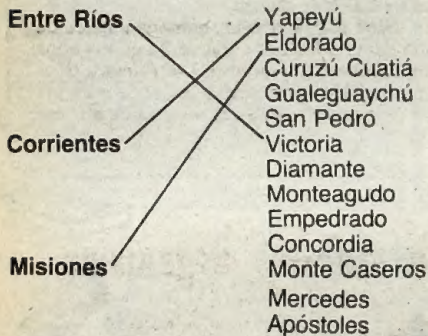 Entre Ríos
Corrientes
Misiones
Yapeyú
Eldorado
Curuzú Cuatiá
Gualeguaychú
San Pedro
Victoria
Diamante
Monteagudo
Empedrado
Concordia
Monte Caseros
Mercedes
Apóstoles